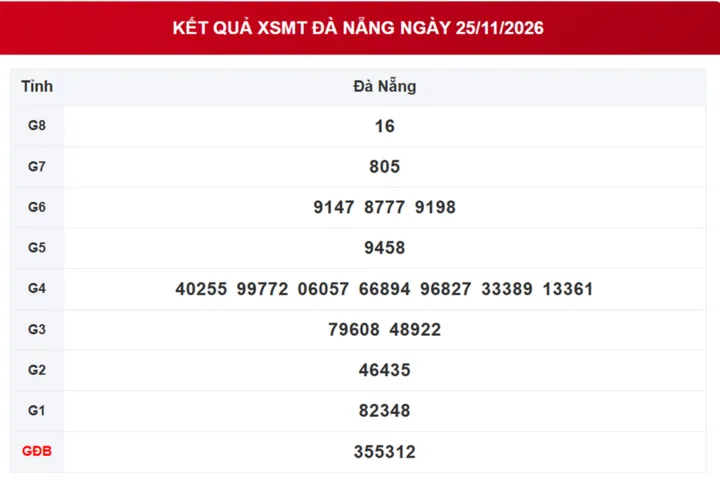 KẾT QUẢ XSMT ĐÀ NẴNG NGÀY 25/11/2026
Tỉnh Đà Nẵng
G8 16
G7 805
G6 9147 8777 9198
G5 9458
G4 40255 99772 06057 66894 96827 33389 13361
G3 79608 48922
G2 46435
G1 82348
GĐB 355312